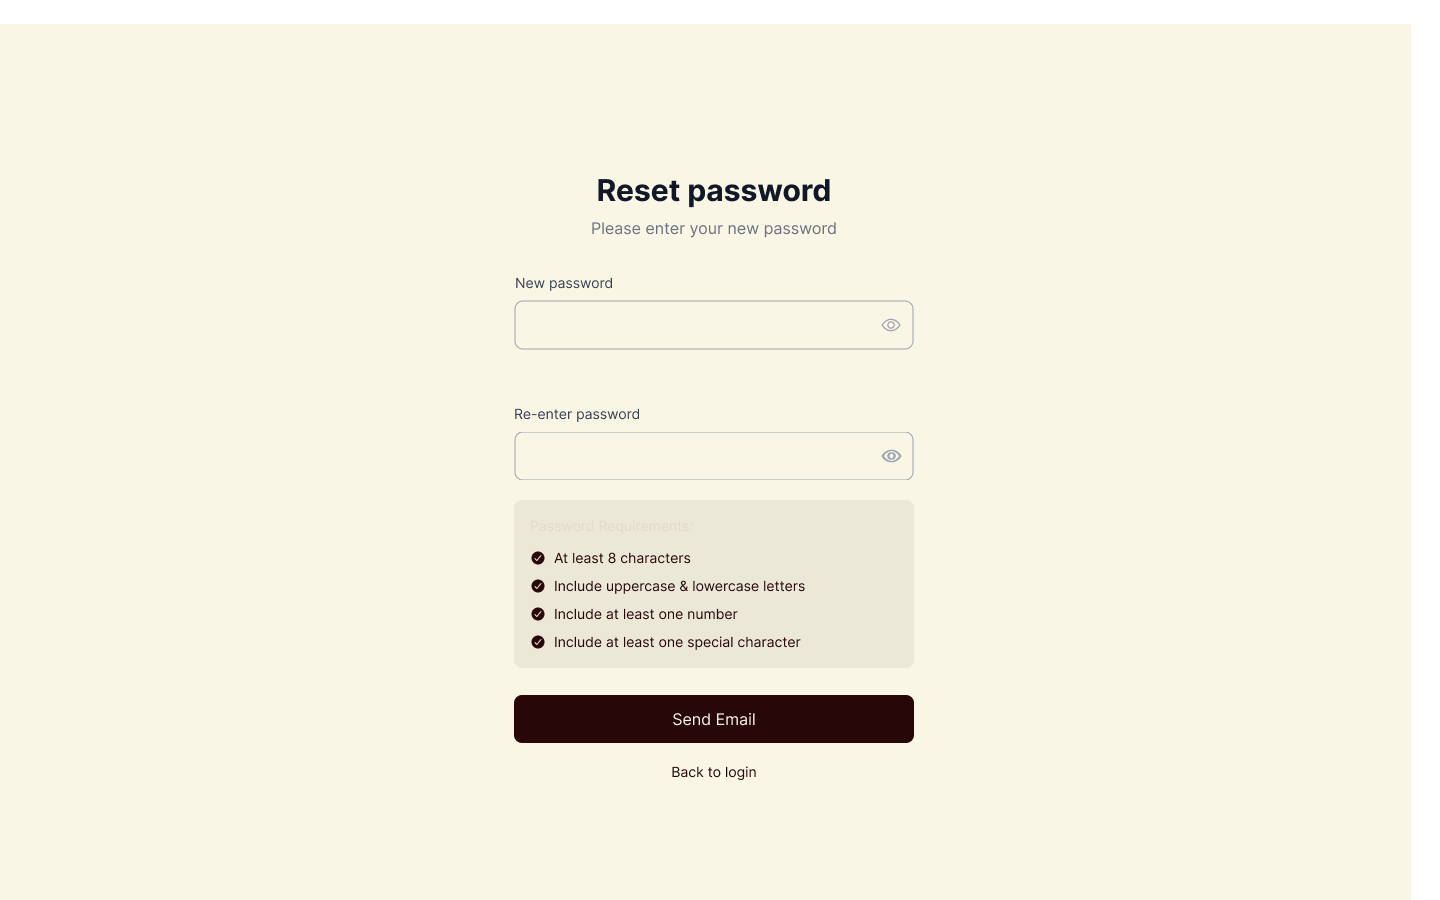 Reset password
Please enter your new password
New password
Re-enter password
Password Requirements:
At least 8 characters
Include uppercase & lowercase letters
Include at least one number
Include at least one special character
Send Email
Back to login